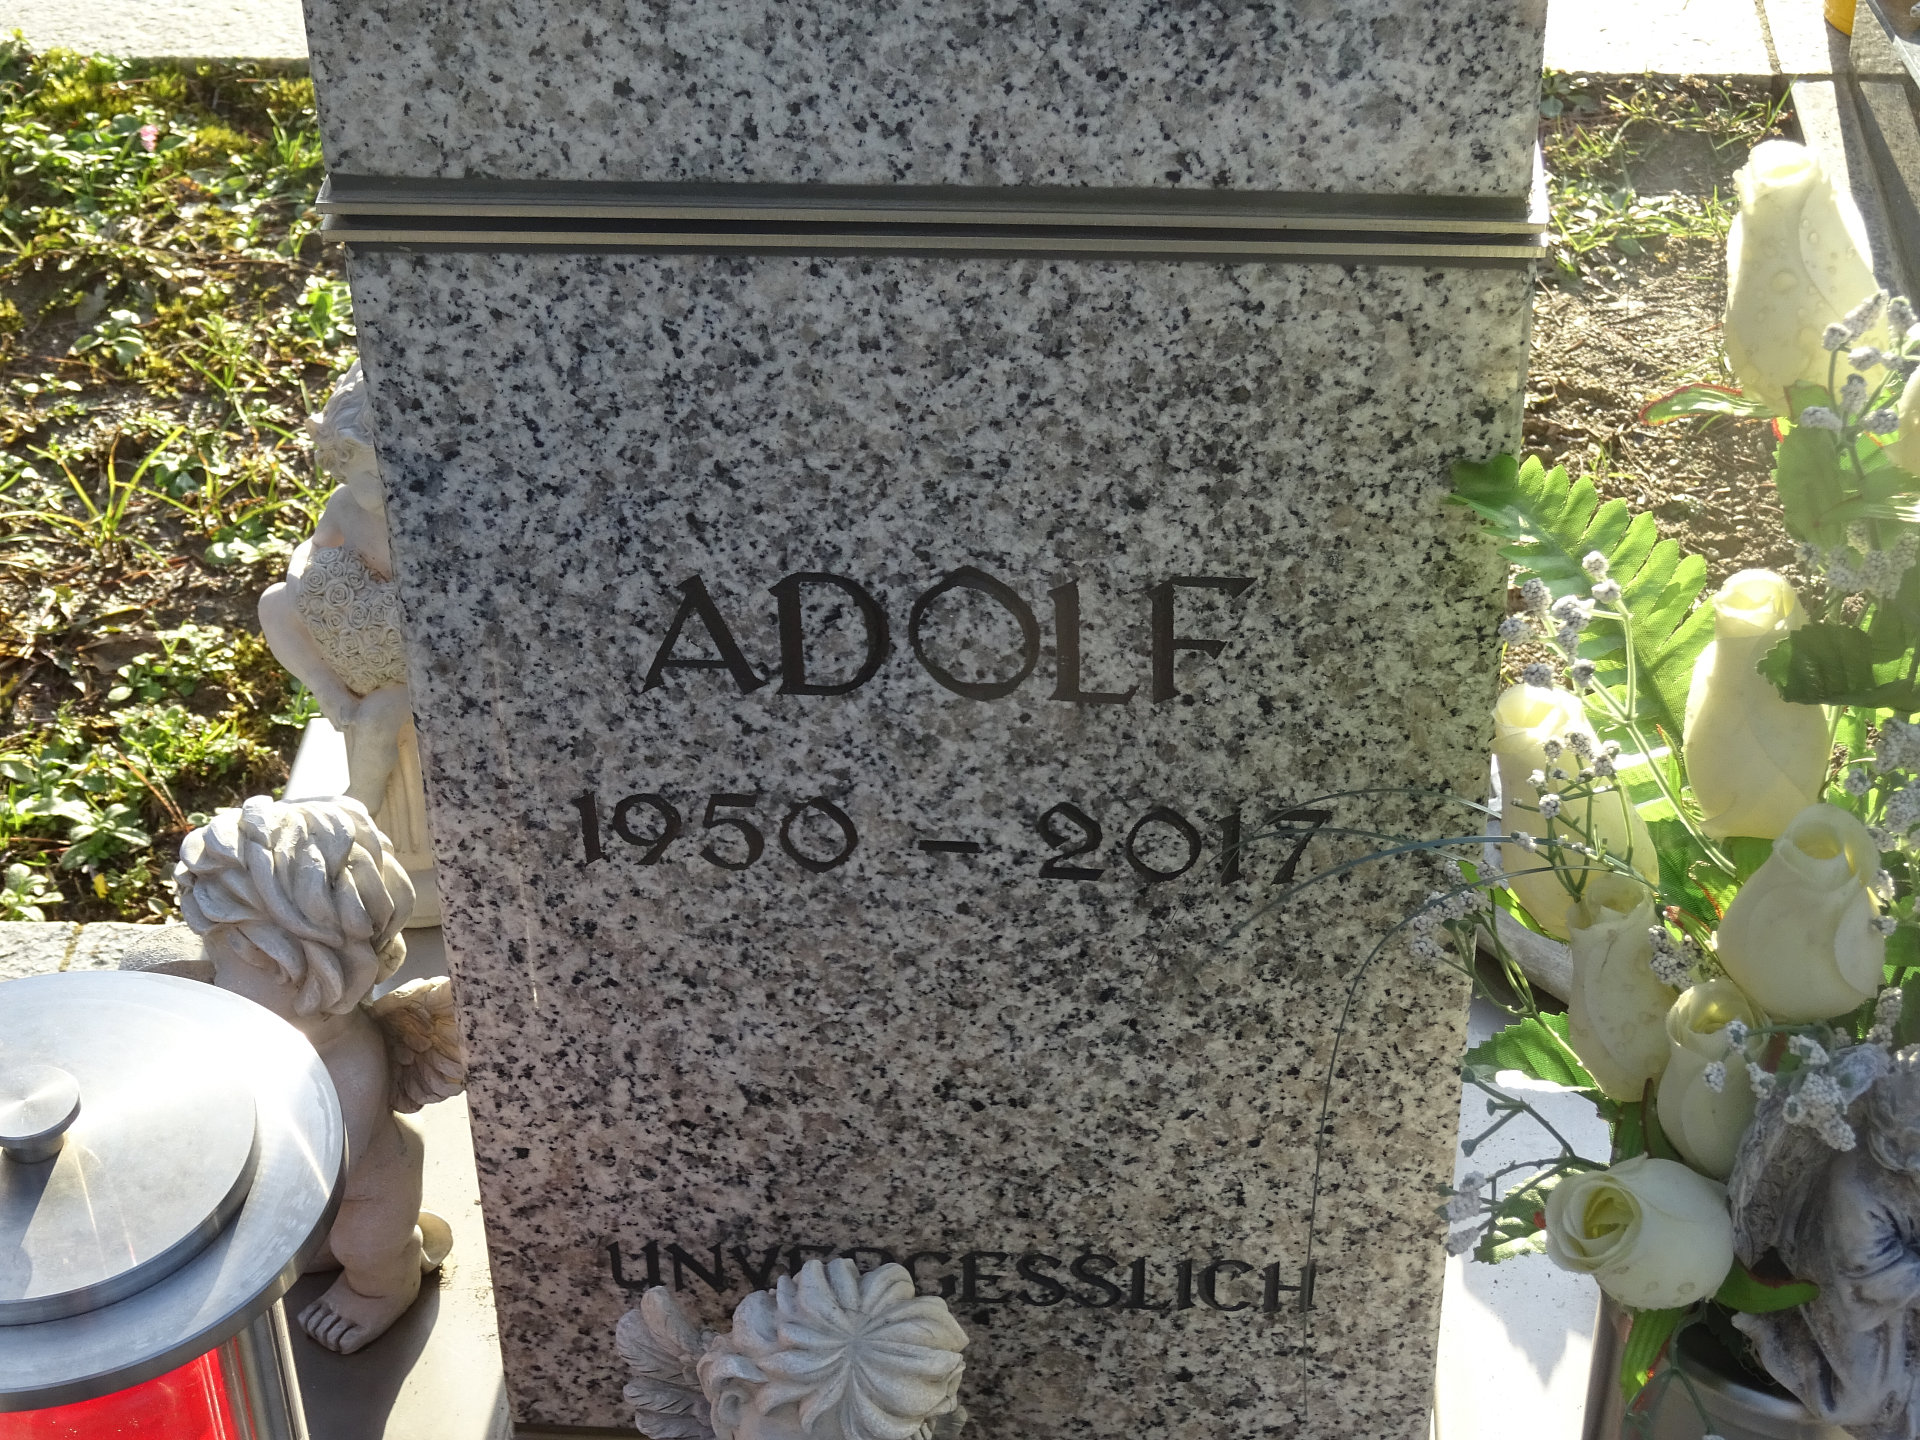 ADOLF
1950 – 2017
UNVERGESSLICH